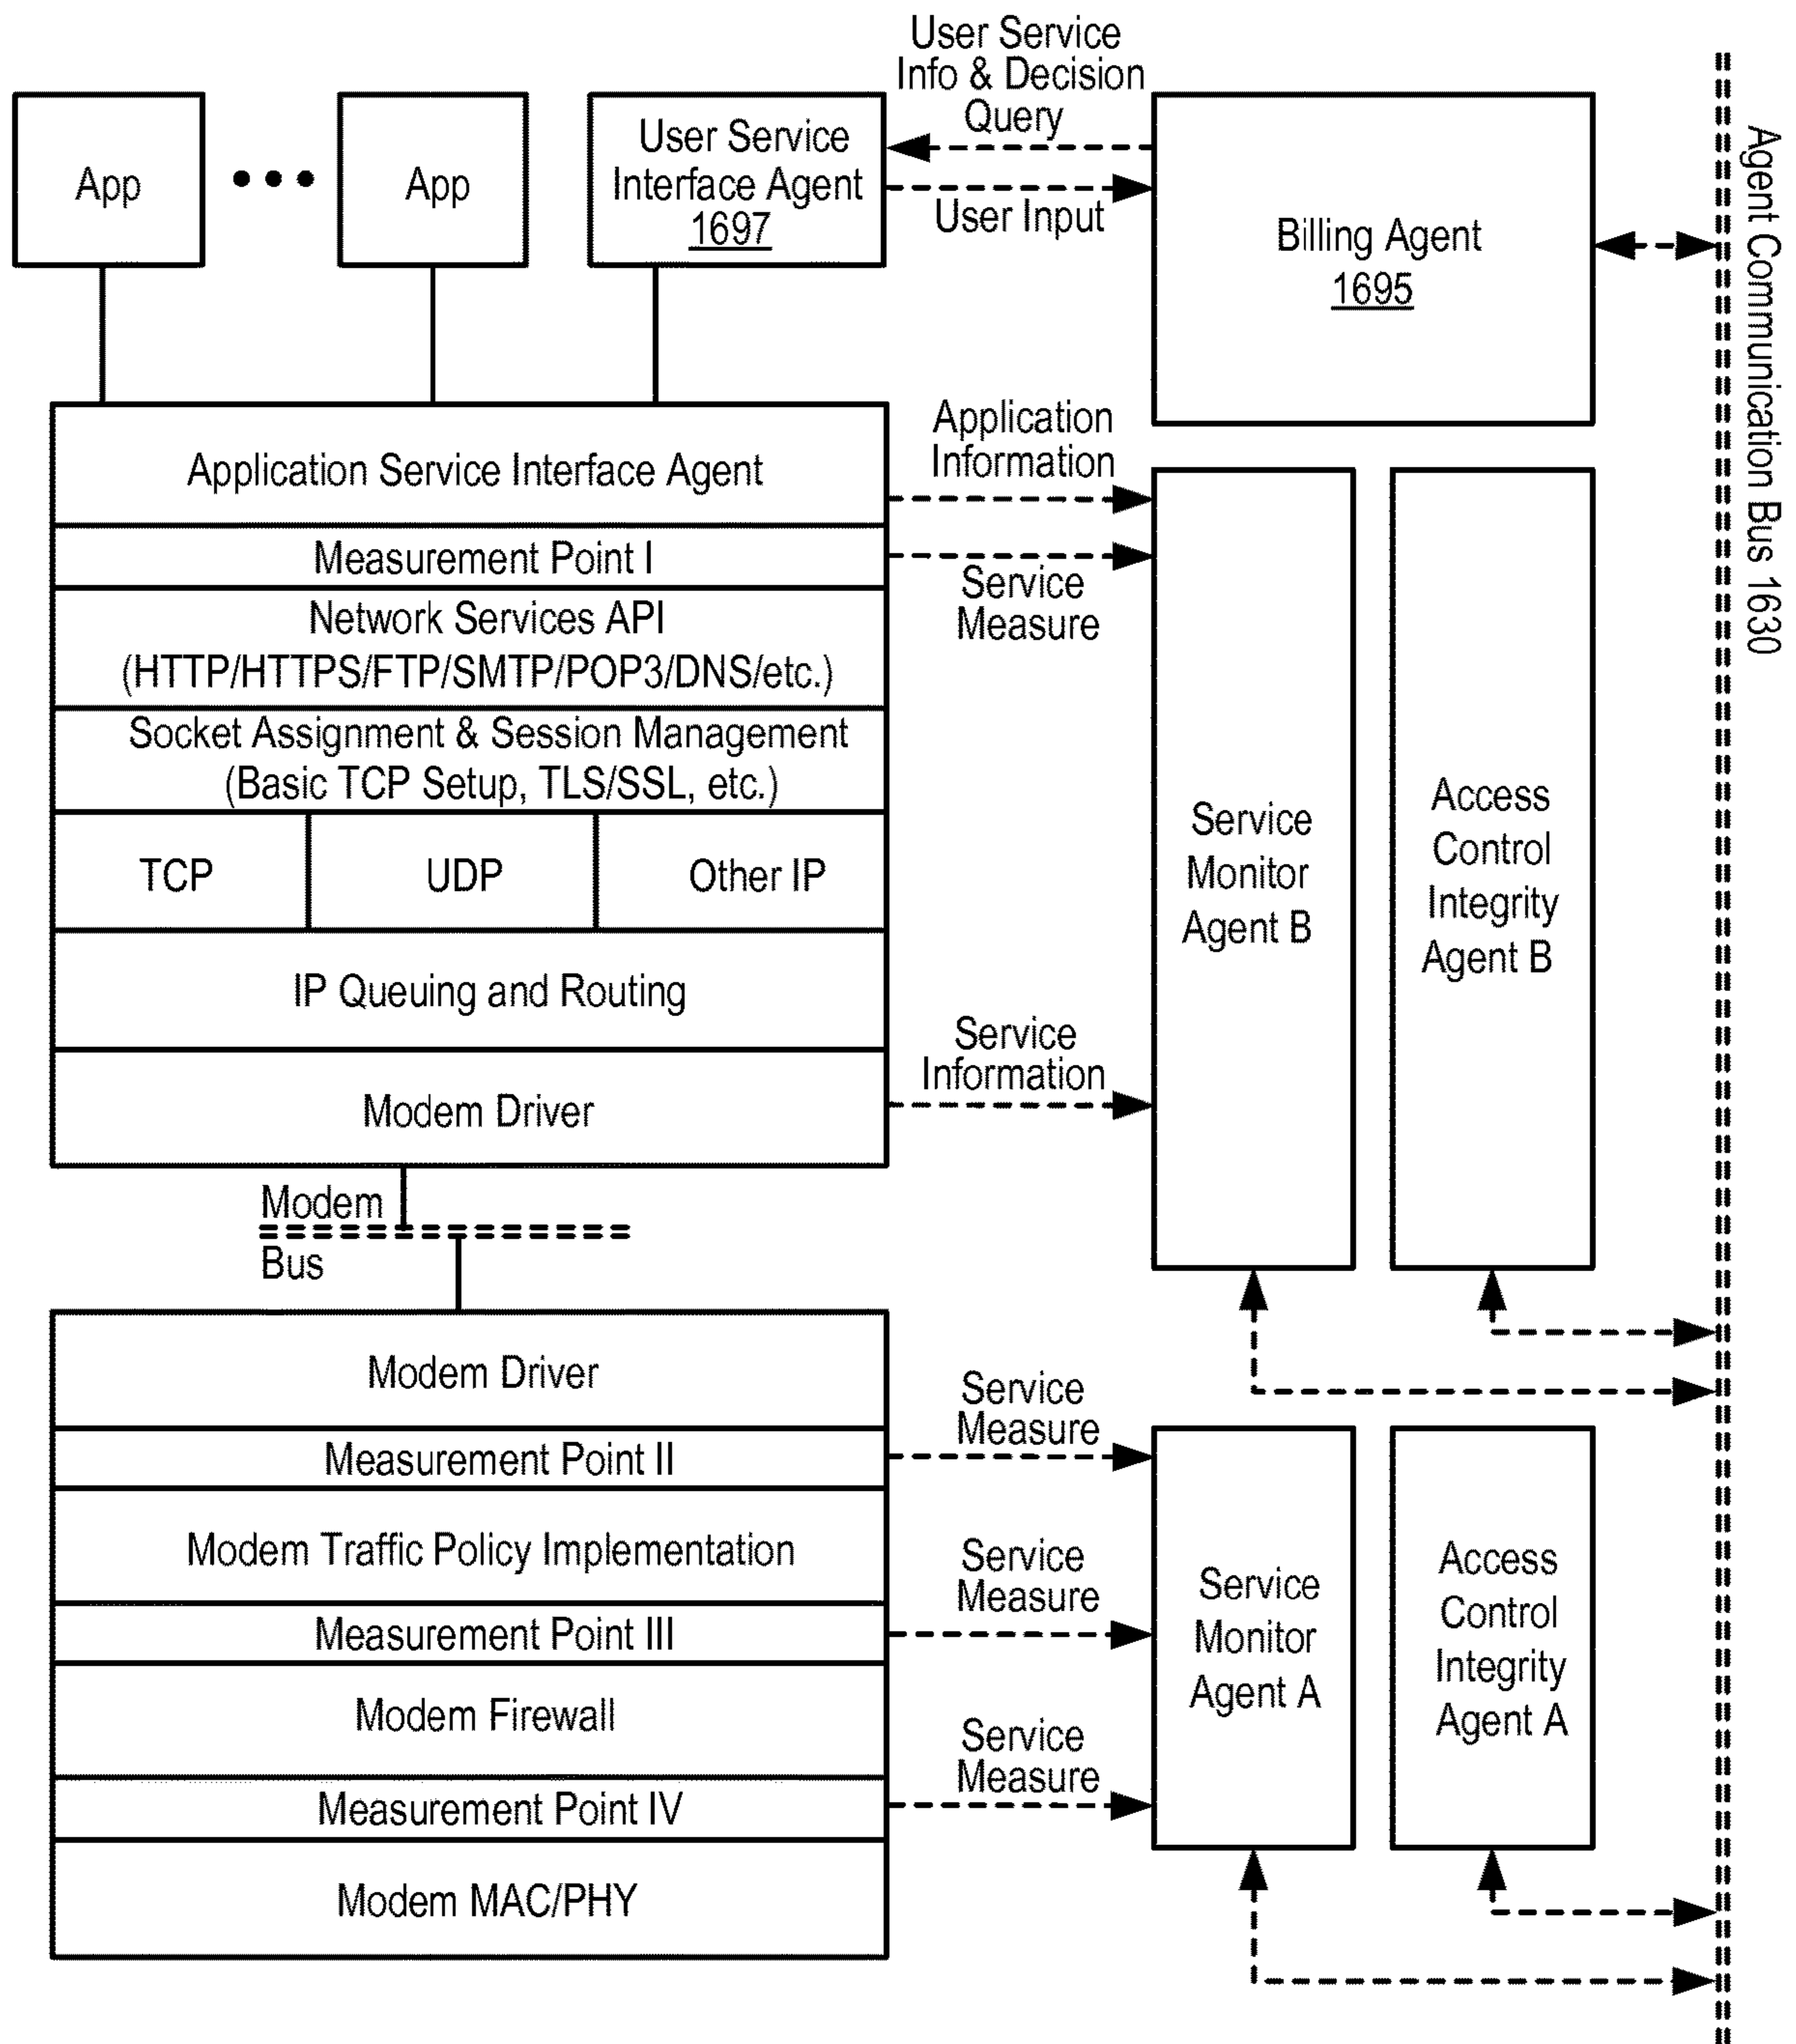 User Service
Info & Decision
Query
App
App
User Service
Interface Agent
1697
User Input
Billing Agent
1695
Agent Communication Bus 1630
Application Service Interface Agent
Application
Information
Measurement Point I
Service
Measure
Network Services API
(HTTP/HTTPS/FTP/SMTP/POP3/DNS/etc.)
Socket Assignment & Session Management
(Basic TCP Setup, TLS/SSL, etc.)
TCP
UDP
Other IP
IP Queuing and Routing
Service
Information
Modem Driver
Service
Monitor
Agent B
Access
Control
Integrity
Agent B
Modem
Bus
Modem Driver
Service
Measure
Measurement Point II
Modem Traffic Policy Implementation
Service
Measure
Measurement Point III
Modem Firewall
Service
Measure
Measurement Point IV
Modem MAC/PHY
Service
Monitor
Agent A
Access
Control
Integrity
Agent A